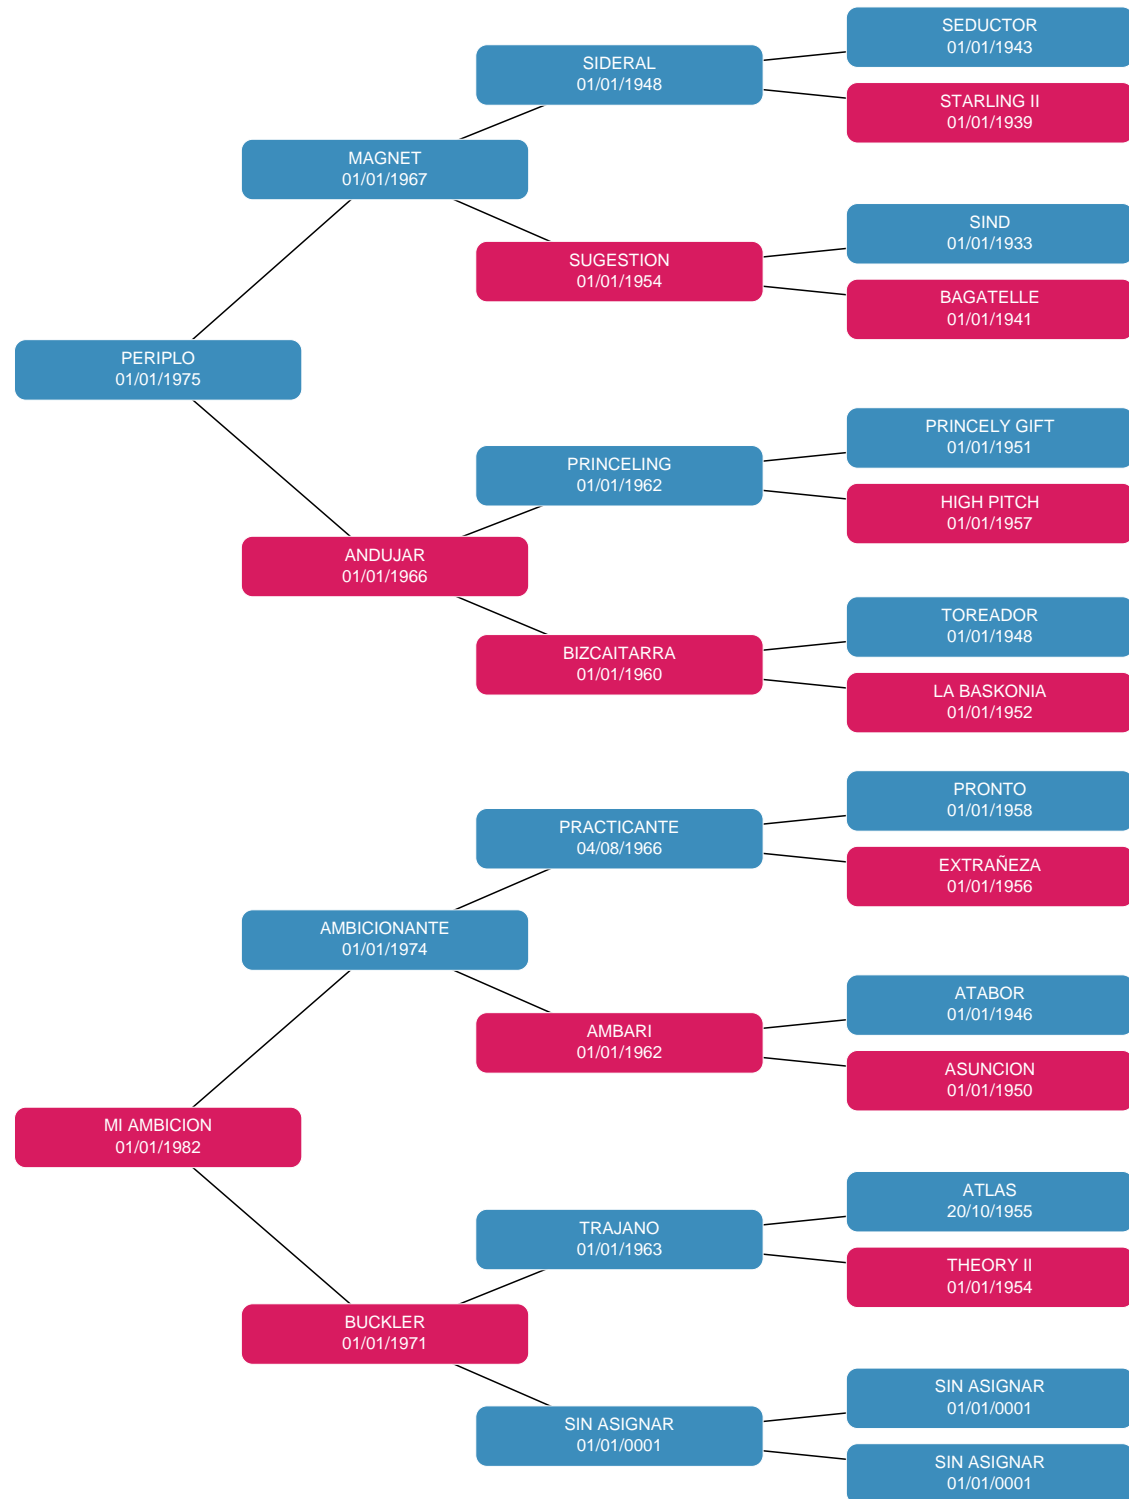 SEDUCTOR
01/01/1943
SIDERAL
01/01/1948
STARLING II
01/01/1939
MAGNET
01/01/1967
SIND
01/01/1933
SUGESTION
01/01/1954
BAGATELLE
01/01/1941
PERIPLO
01/01/1975
PRINCELY GIFT
01/01/1951
PRINCELING
01/01/1962
HIGH PITCH
01/01/1957
ANDUJAR
01/01/1966
TOREADOR
01/01/1948
BIZCAITARRA
01/01/1960
LA BASKONIA
01/01/1952
PRONTO
01/01/1958
PRACTICANTE
04/08/1966
EXTRAÑEZA
01/01/1956
AMBICIONANTE
01/01/1974
ATABOR
01/01/1946
AMBARI
01/01/1962
ASUNCION
01/01/1950
MI AMBICION
01/01/1982
ATLAS
20/10/1955
TRAJANO
01/01/1963
THEORY II
01/01/1954
BUCKLER
01/01/1971
SIN ASIGNAR
01/01/0001
SIN ASIGNAR
01/01/0001
SIN ASIGNAR
01/01/0001